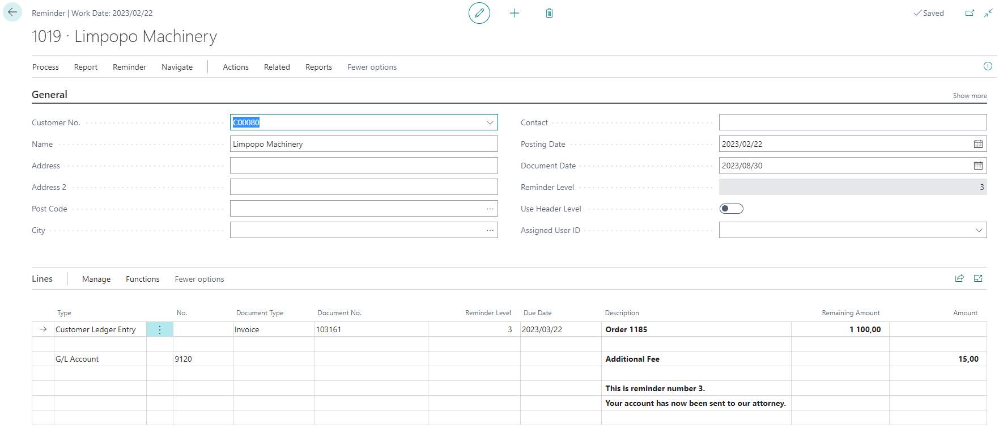 Reminder | Work Date: 2023/02/22
Saved
1019 · Limpopo Machinery
Process Report Reminder Navigate Actions Related Reports Fewer options
General Show more
Customer No. C00080 Contact
Name Limpopo Machinery Posting Date 2023/02/22
Address Document Date 2023/08/30
Address 2 Reminder Level 3
Post Code Use Header Level
City Assigned User ID
Lines Manage Functions Fewer options
Type No. Document Type Document No. Reminder Level Due Date Description Remaining Amount Amount
Customer Ledger Entry Invoice 103161 3 2023/03/22 Order 1185 1 100,00
G/L Account 9120 Additional Fee 15,00
This is reminder number 3.
Your account has now been sent to our attorney.